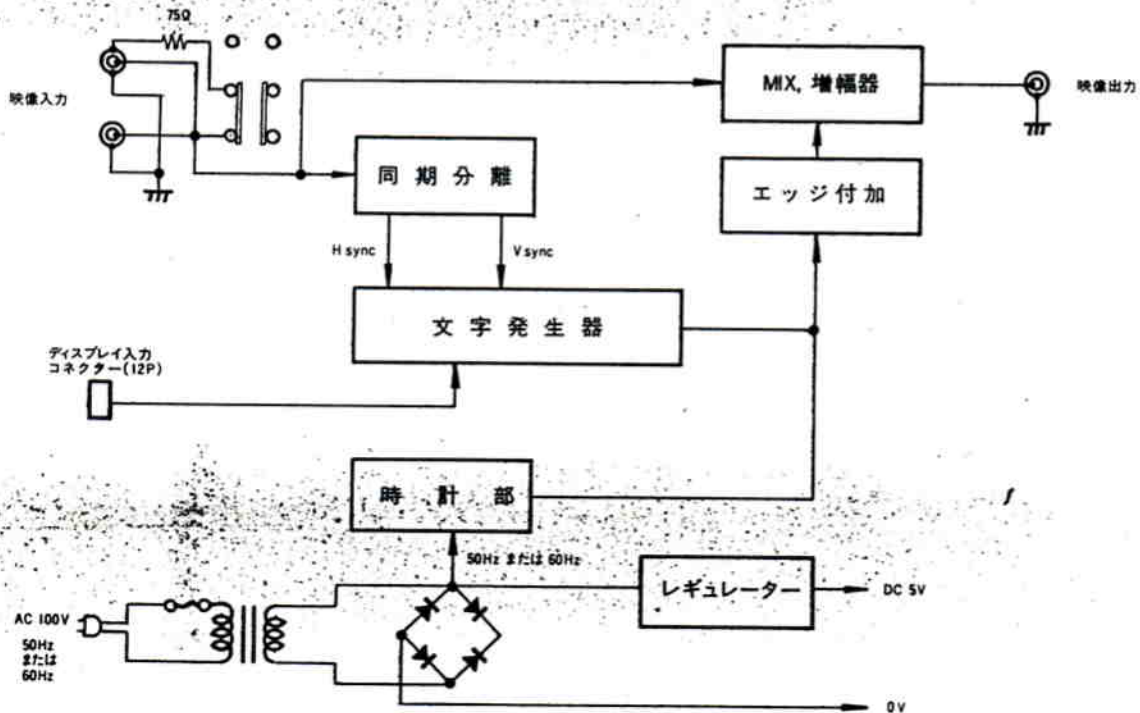 75Ω
映像入力
MIX, 増幅器
映像出力
同期分離
エッジ付加
H sync
V sync
文字発生器
ディスプレイ入力
コネクター(12P)
時計部
50Hz または 60Hz
レギュレーター
DC 5V
AC 100V
50Hz
または
60Hz
0V